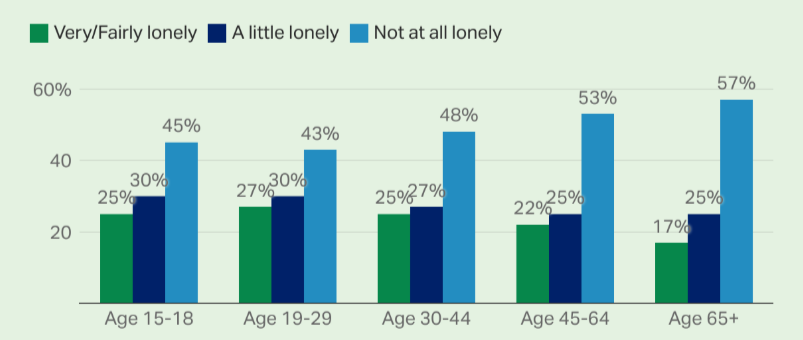 Very/Fairly lonely A little lonely Not at all lonely
60%
40
20
25% 30% 45%
27% 30% 43%
25% 27% 48%
22% 25% 53%
17% 25% 57%
Age 15-18 Age 19-29 Age 30-44 Age 45-64 Age 65+